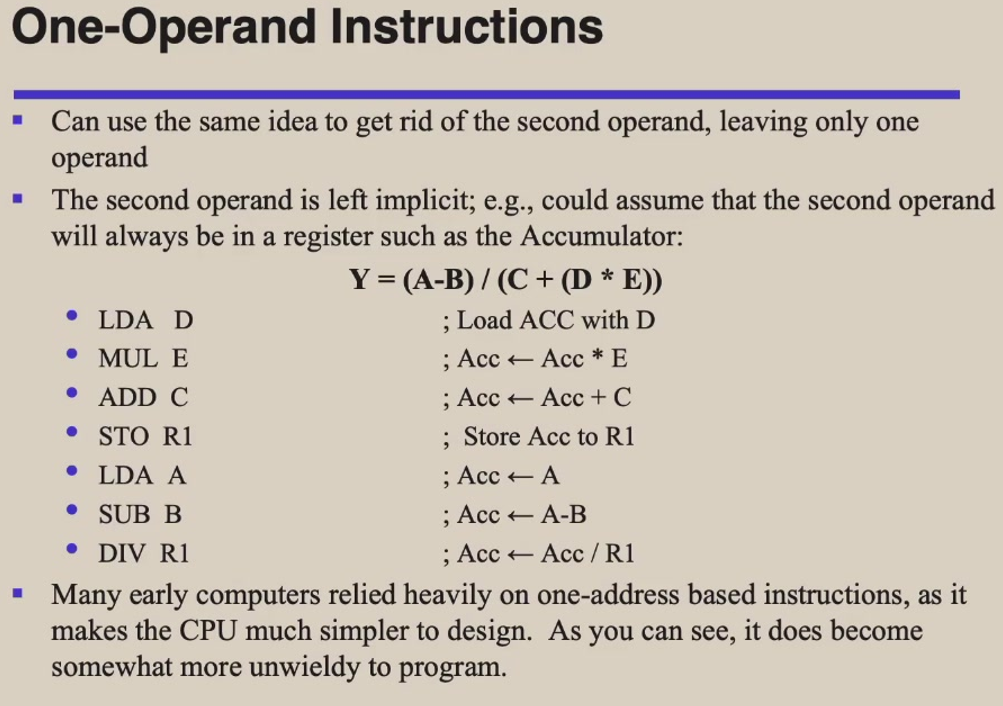 One-Operand Instructions
▪ Can use the same idea to get rid of the second operand, leaving only one
operand
▪ The second operand is left implicit; e.g., could assume that the second operand
will always be in a register such as the Accumulator:
Y = (A-B) / (C + (D * E))
• LDA D ; Load ACC with D
• MUL E ; Acc ← Acc * E
• ADD C ; Acc ← Acc + C
• STO R1 ; Store Acc to R1
• LDA A ; Acc ← A
• SUB B ; Acc ← A-B
• DIV R1 ; Acc ← Acc / R1
▪ Many early computers relied heavily on one-address based instructions, as it
makes the CPU much simpler to design. As you can see, it does become
somewhat more unwieldy to program.